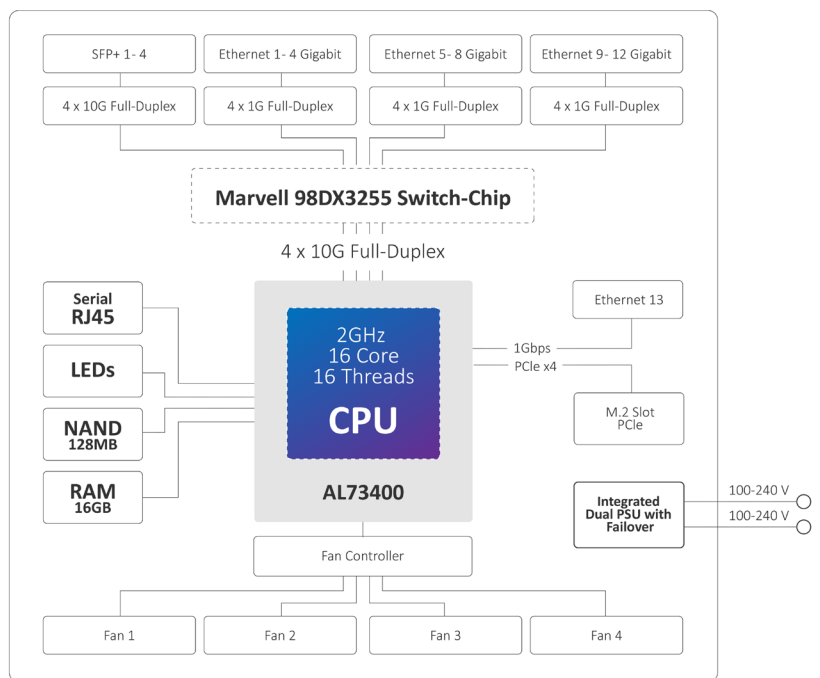 SFP+ 1- 4
Ethernet 1- 4 Gigabit
Ethernet 5- 8 Gigabit
Ethernet 9- 12 Gigabit
4 x 10G Full-Duplex
4 x 1G Full-Duplex
4 x 1G Full-Duplex
4 x 1G Full-Duplex
Marvell 98DX3255 Switch-Chip
4 x 10G Full-Duplex
Serial
RJ45
LEDs
NAND
128MB
RAM
16GB
2GHz
16 Core
16 Threads
CPU
AL73400
Ethernet 13
1Gbps
PCIe x4
M.2 Slot
PCIe
Integrated
Dual PSU with
Failover
100-240 V
100-240 V
Fan Controller
Fan 1
Fan 2
Fan 3
Fan 4